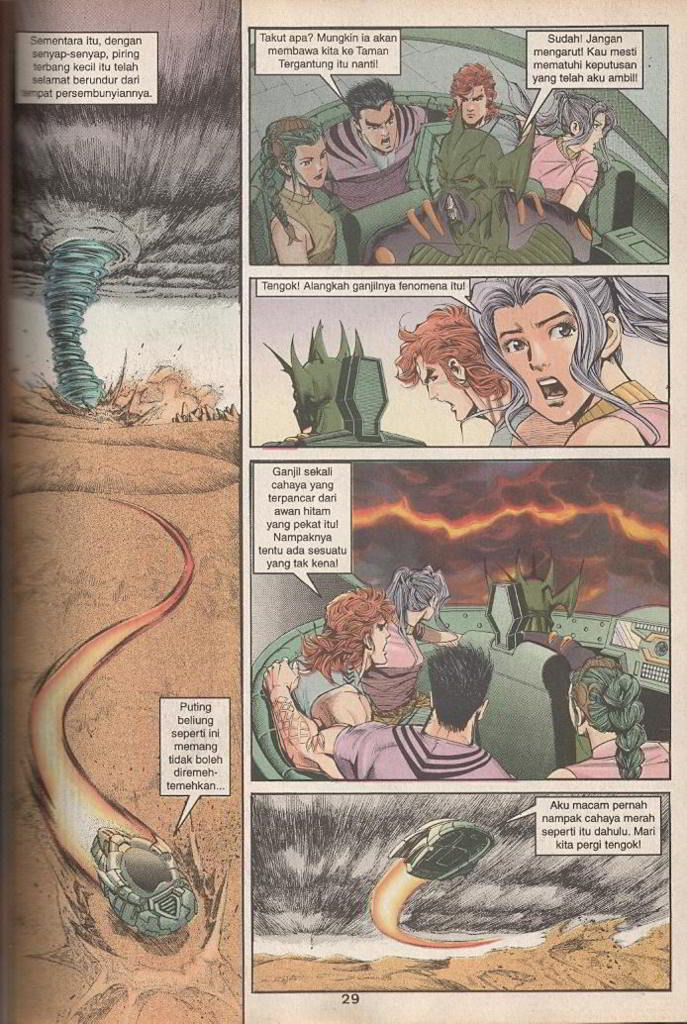 Sementara itu, dengan
senyap-senyap, piring
terbang kecil itu telah
selamat berundur dari
tempat persembunyiannya.
Puting
beliung
seperti ini
memang
tidak boleh
diremeh-
temehkan...
Takut apa? Mungkin ia akan
membawa kita ke Taman
Tergantung itu nanti!
Sudah! Jangan
mengarut! Kau mesti
mematuhi keputusan
yang telah aku ambil!
Tengok! Alangkah ganjilnya fenomena itu!
Ganjil sekali
cahaya yang
terpancar dari
awan hitam
yang pekat itu!
Nampaknya
tentu ada sesuatu
yang tak kena!
Aku macam pernah
nampak cahaya merah
seperti itu dahulu. Mari
kita pergi tengok!
29